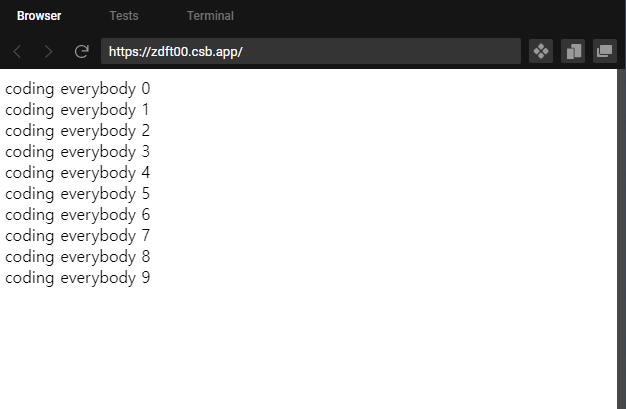 Browser Tests Terminal
https://zdft00.csb.app/
coding everybody 0
coding everybody 1
coding everybody 2
coding everybody 3
coding everybody 4
coding everybody 5
coding everybody 6
coding everybody 7
coding everybody 8
coding everybody 9